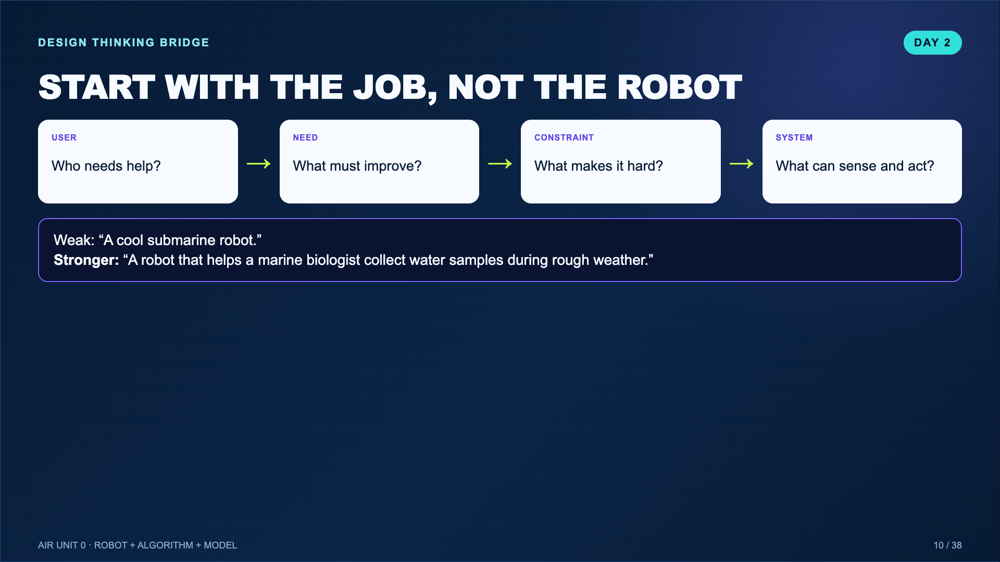 DESIGN THINKING BRIDGE
DAY 2
START WITH THE JOB, NOT THE ROBOT
USER
Who needs help?
→
NEED
What must improve?
→
CONSTRAINT
What makes it hard?
→
SYSTEM
What can sense and act?
Weak: “A cool submarine robot.”
Stronger: “A robot that helps a marine biologist collect water samples during rough weather.”
AIR UNIT 0 · ROBOT + ALGORITHM + MODEL
10 / 38